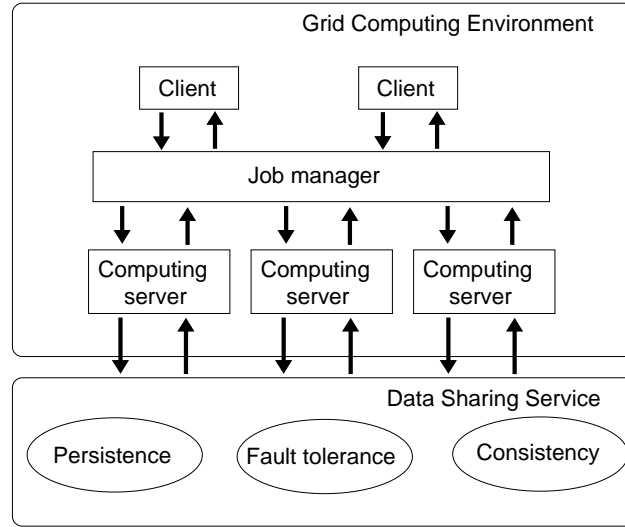 Grid Computing Environment
Client
Client
Job manager
Computing
server
Computing
server
Computing
server
Data Sharing Service
Persistence
Fault tolerance
Consistency